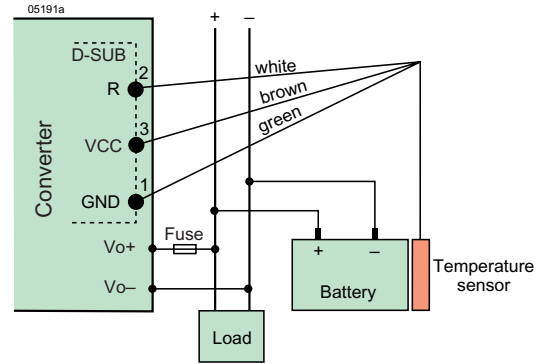 05191a
+ –
D-SUB
2
R
white
3
brown
VCC
green
1
GND
Converter
Vo+
Fuse
Vo–
+ –
Battery
Temperature
sensor
Load